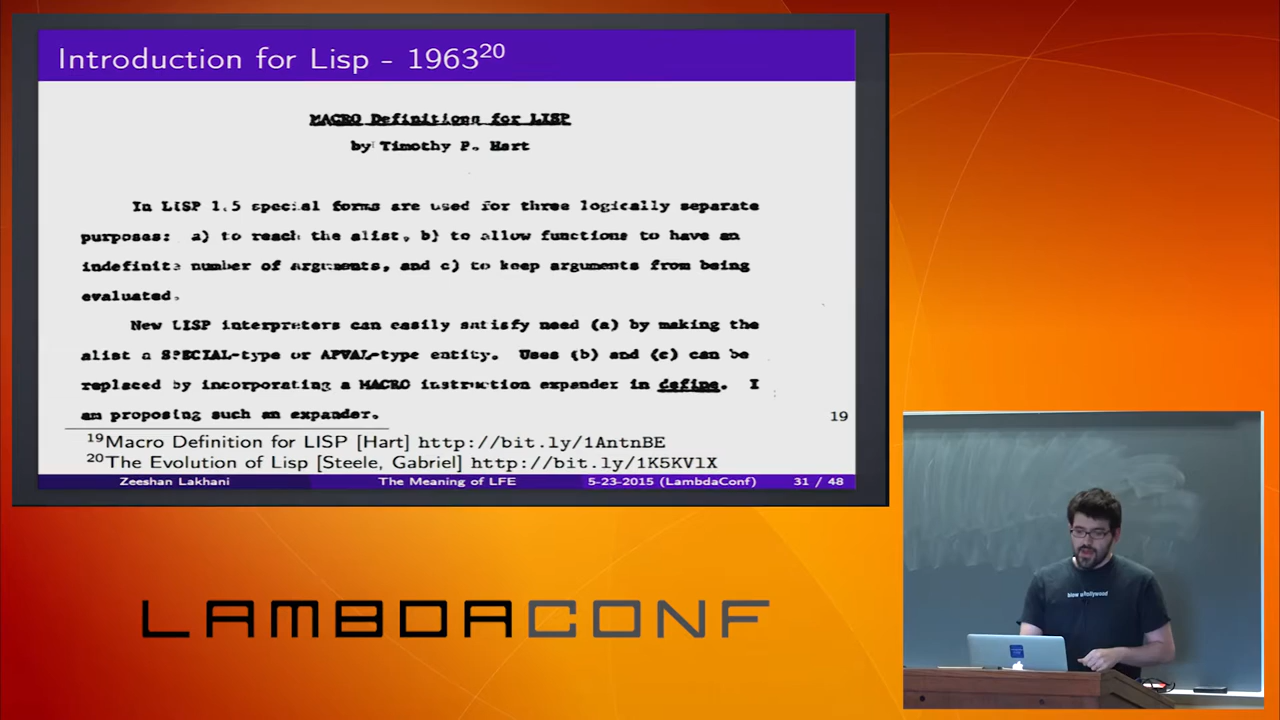 Introduction for Lisp - 1963²⁰
MACRO Definitions for LISP
by Timothy P. Hart
In LISP 1.5 special forms are used for three logically separate
purposes: a) to reach the alist, b) to allow functions to have an
indefinite number of arguments, and c) to keep arguments from being
evaluated.
New LISP interpreters can easily satisfy need (a) by making the
alist a SPECIAL-type or APVAL-type entity. Uses (b) and (c) can be
replaced by incorporating a MACRO instruction expander in define. I
am proposing such an expander.
19
¹⁹Macro Definition for LISP [Hart] http://bit.ly/1AntnBE
²⁰The Evolution of Lisp [Steele, Gabriel] http://bit.ly/1K5KVlX
Zeeshan Lakhani The Meaning of LFE 5-23-2015 (LambdaConf) 31 / 48
LAMBDACONF